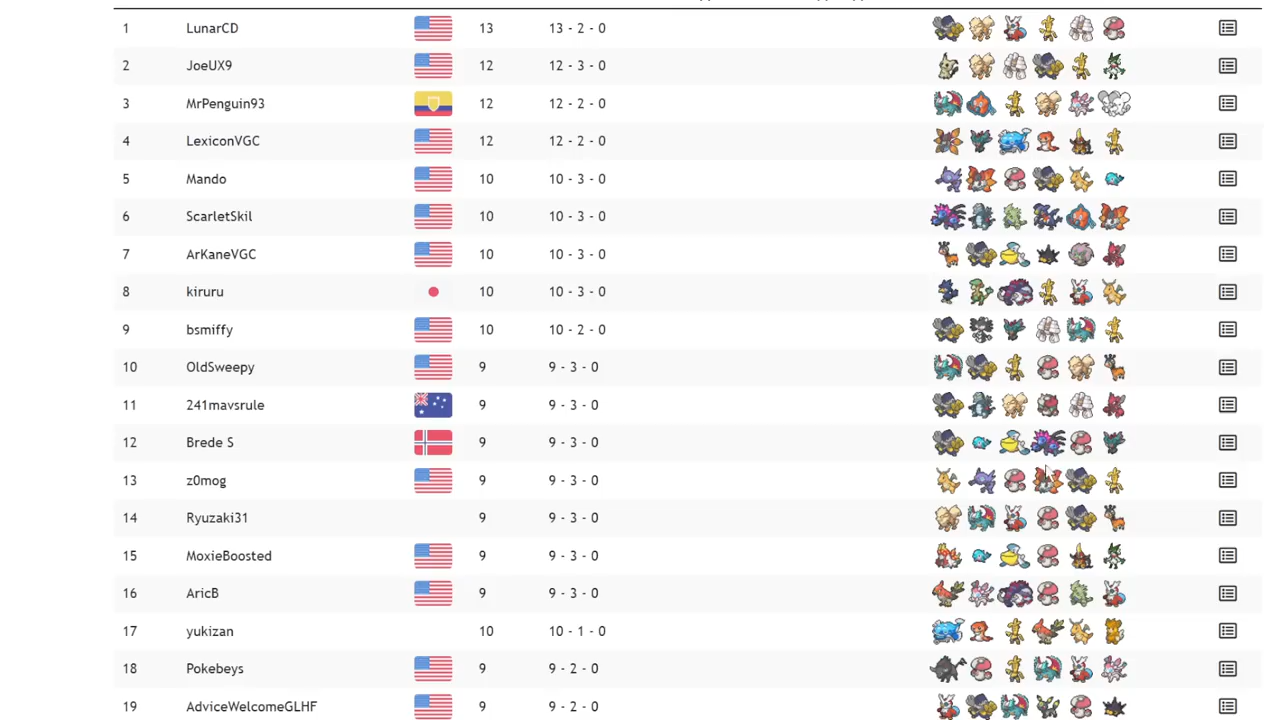 1 LunarCD 13 13 - 2 - 0
2 JoeUX9 12 12 - 3 - 0
3 MrPenguin93 12 12 - 2 - 0
4 LexiconVGC 12 12 - 2 - 0
5 Mando 10 10 - 3 - 0
6 ScarletSkil 10 10 - 3 - 0
7 ArKaneVGC 10 10 - 3 - 0
8 kiruru 10 10 - 3 - 0
9 bsmiffy 10 10 - 2 - 0
10 OldSweepy 9 9 - 3 - 0
11 241mavsrule 9 9 - 3 - 0
12 Brede S 9 9 - 3 - 0
13 z0mog 9 9 - 3 - 0
14 Ryuzaki31 9 9 - 3 - 0
15 MoxieBoosted 9 9 - 3 - 0
16 AricB 9 9 - 3 - 0
17 yukizan 10 10 - 1 - 0
18 Pokebeys 9 9 - 2 - 0
19 AdviceWelcomeGLHF 9 9 - 2 - 0